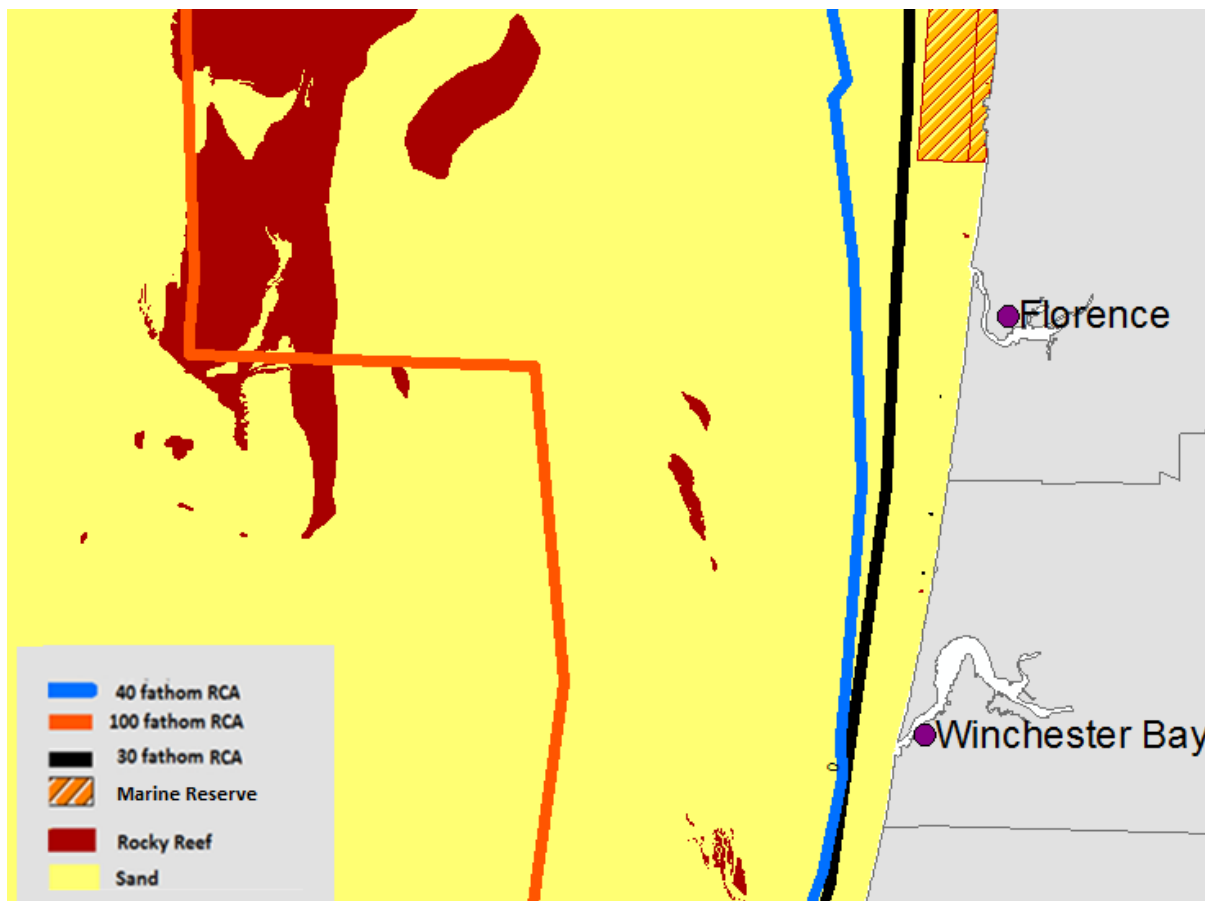 Florence
Winchester Bay
40 fathom RCA
100 fathom RCA
30 fathom RCA
Marine Reserve
Rocky Reef
Sand